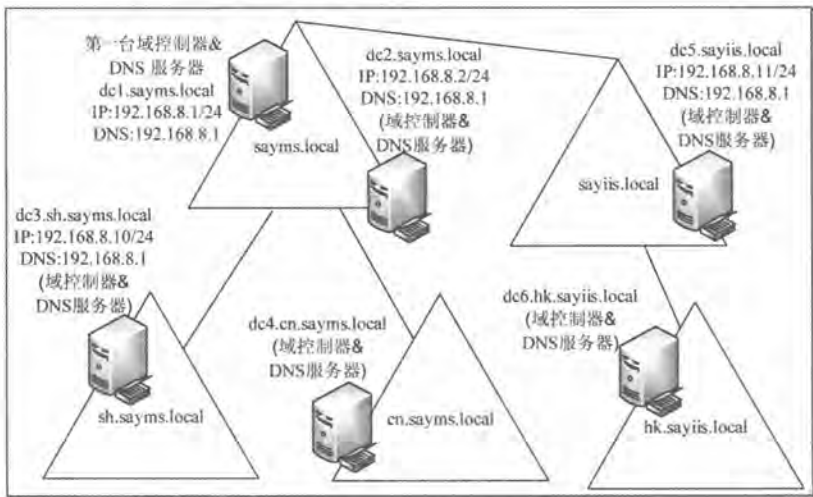 第一台域控制器&
DNS 服务器
dc1.sayms.local
IP:192.168.8.1/24
DNS:192.168.8.1
sayms.local
dc2.sayms.local
IP:192.168.8.2/24
DNS:192.168.8.1
(域控制器&
DNS服务器)
dc5.sayiis.local
IP:192.168.8.11/24
DNS:192.168.8.1
(域控制器&
DNS服务器)
sayiis.local
dc3.sh.sayms.local
IP:192.168.8.10/24
DNS:192.168.8.1
(域控制器&
DNS服务器)
sh.sayms.local
dc4.cn.sayms.local
(域控制器&
DNS服务器)
cn.sayms.local
dc6.hk.sayiis.local
(域控制器&
DNS服务器)
hk.sayiis.local